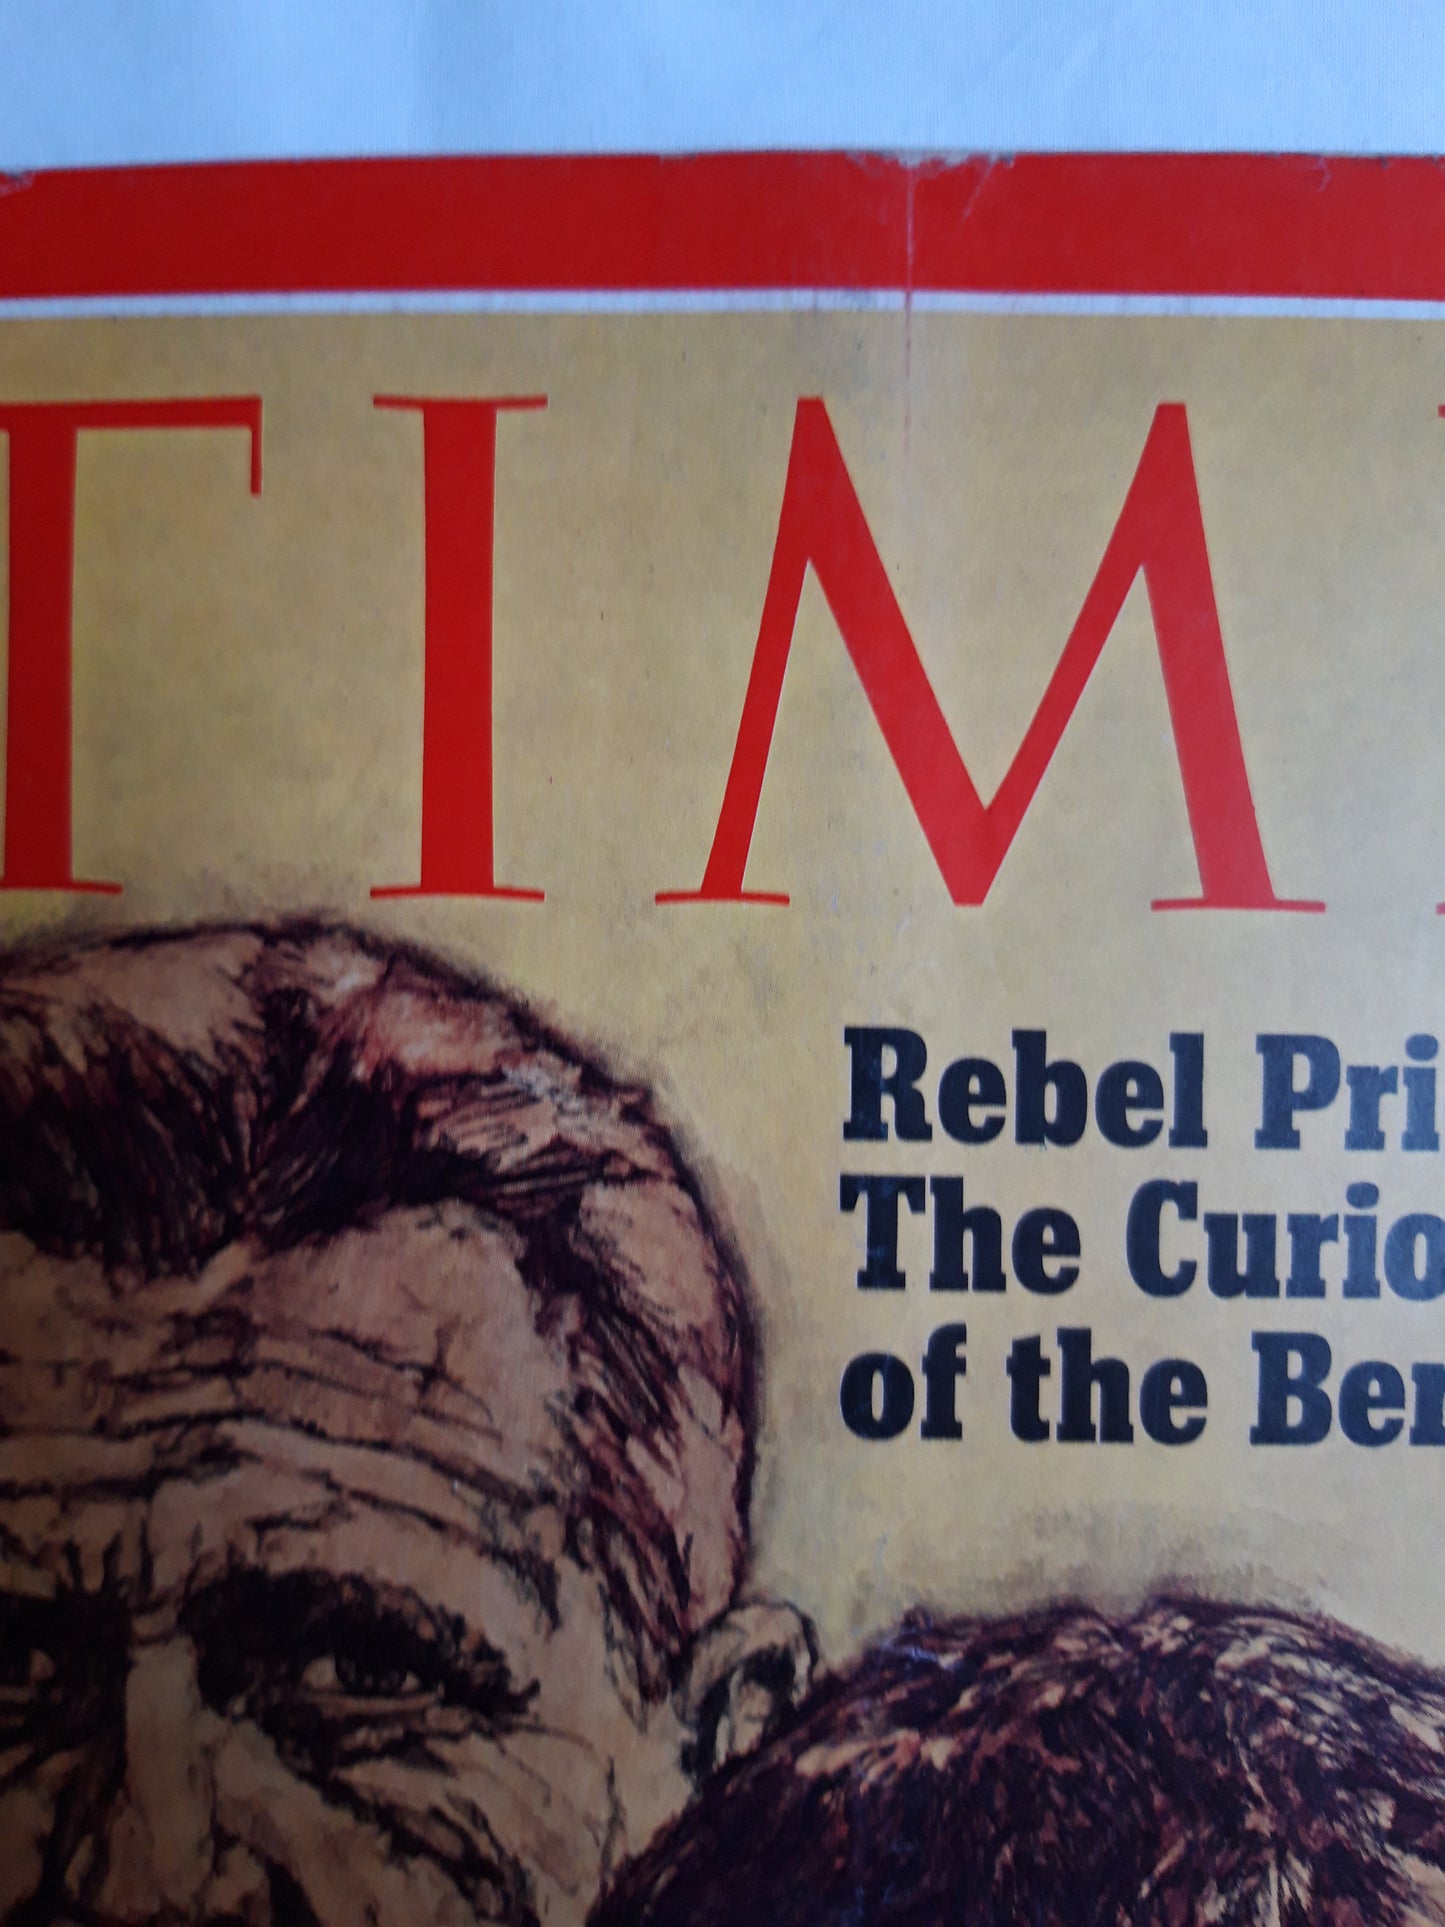 TIM
Rebel Pri
The Curio
of the Ber